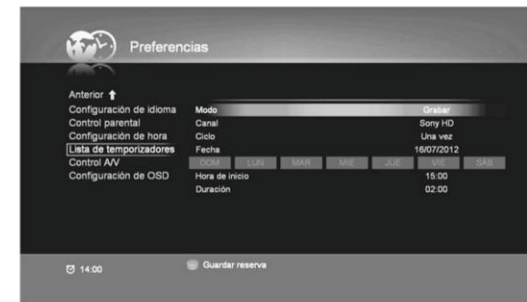 Preferencias
Anterior
Configuración de idioma
Control parental
Configuración de hora
Lista de temporizadores
Control A/V
Configuración de OSD
Modo Grabar
Canal Sony HD
Ciclo Una vez
Fecha 16/07/2012
DOM LUN MAR MIE JUE VIE SÁB
Hora de inicio 15:00
Duración 02:00
14:00 Guardar reserva